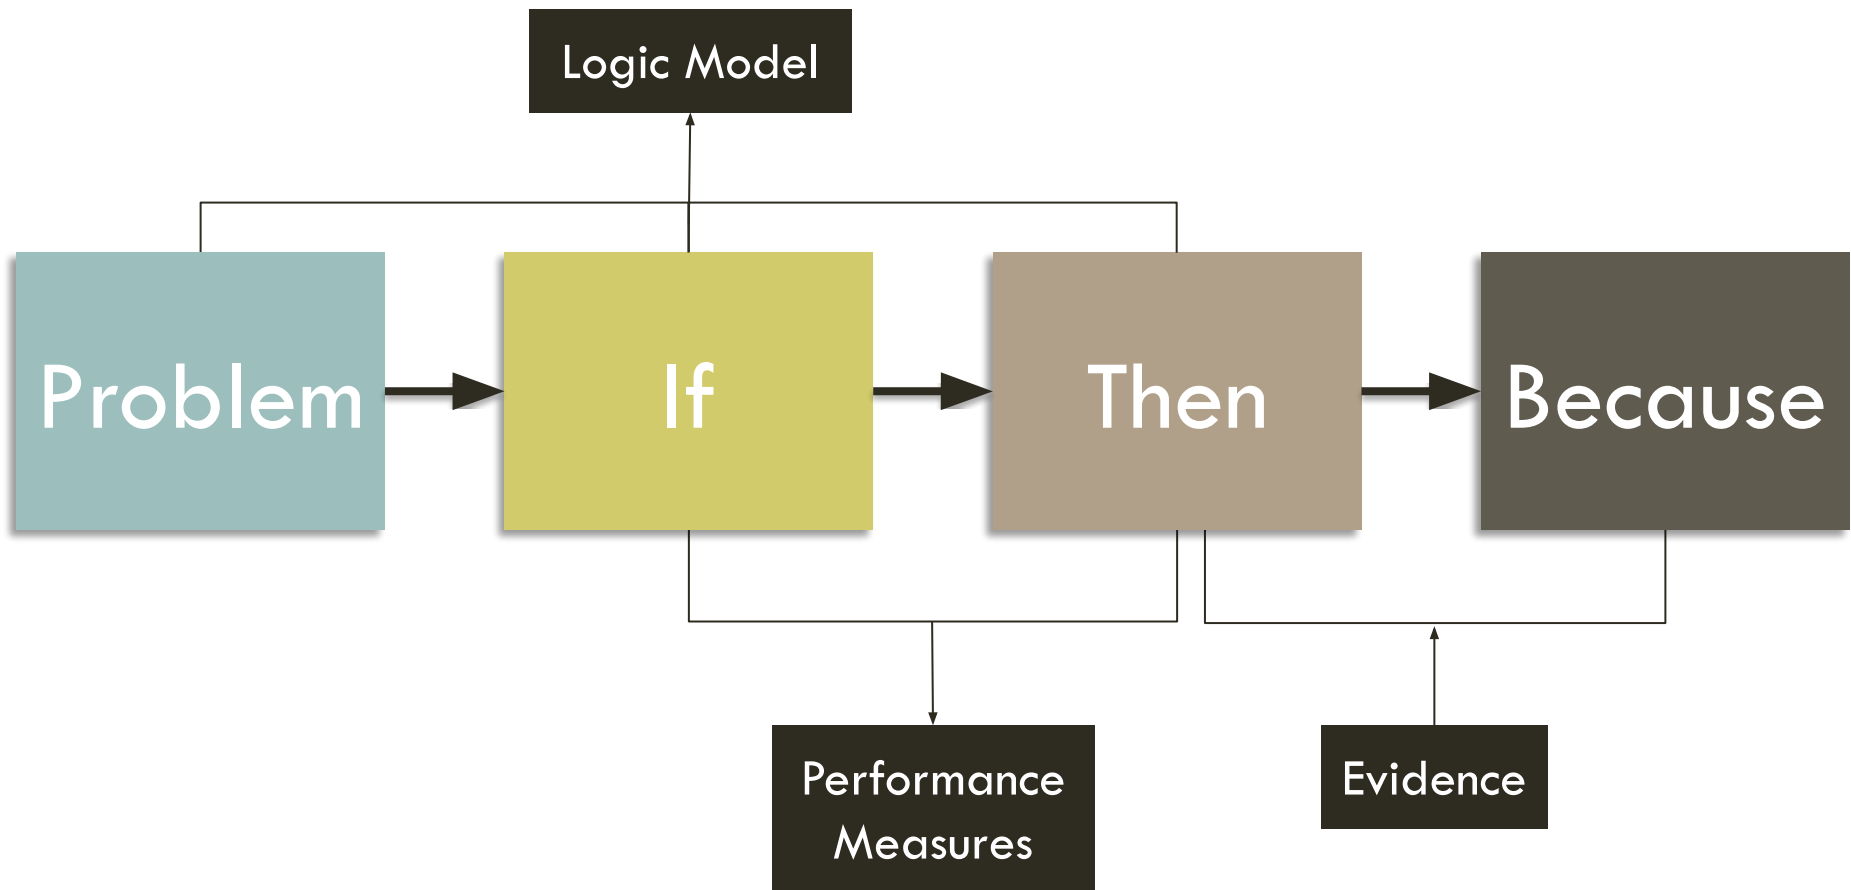 Logic Model
Problem
If
Then
Because
Performance
Measures
Evidence